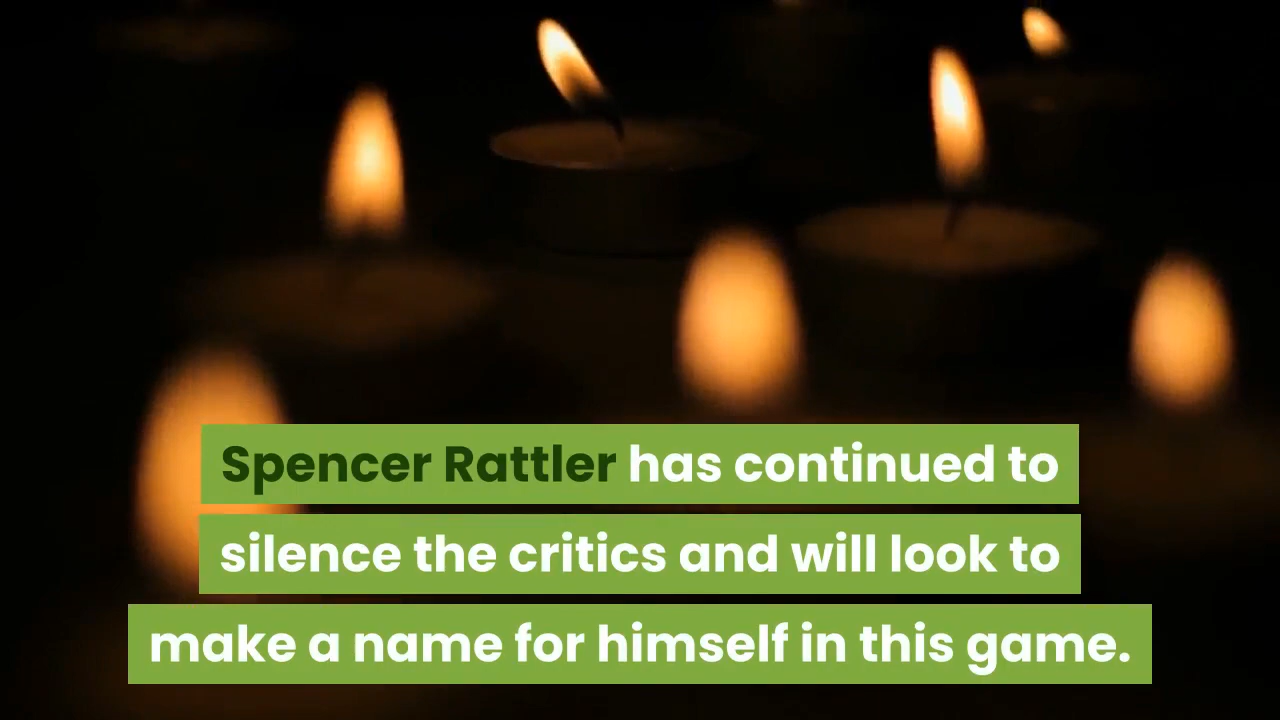 Spencer Rattler has continued to
silence the critics and will look to
make a name for himself in this game.